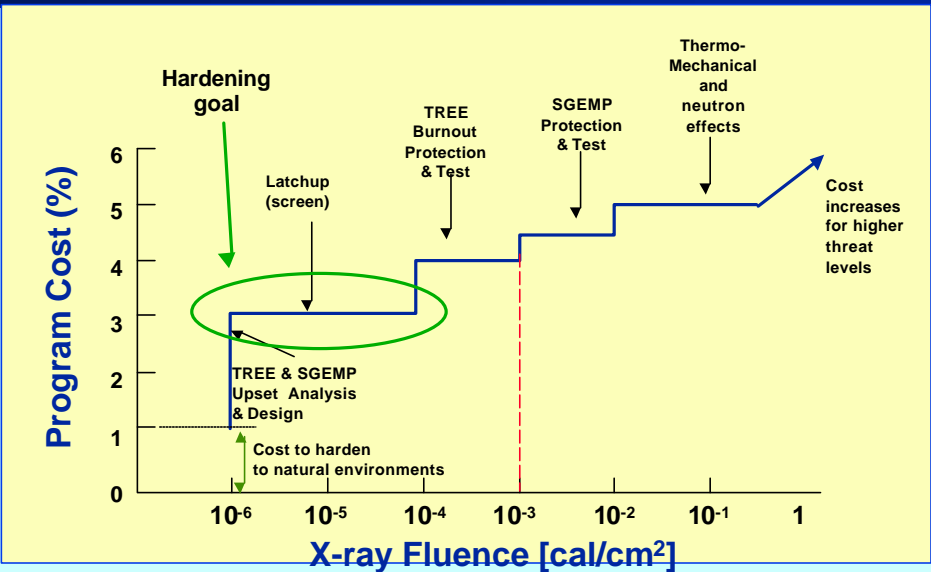 Hardening
goal
Latchup
(screen)
TREE
Burnout
Protection
& Test
SGEMP
Protection
& Test
Thermo-
Mechanical
and
neutron
effects
Cost
increases
for higher
threat
levels
TREE & SGEMP
Upset Analysis
& Design
Cost to harden
to natural environments
Program Cost (%)
6
5
4
3
2
1
0
10⁻⁶ 10⁻⁵ 10⁻⁴ 10⁻³ 10⁻² 10⁻¹ 1
X-ray Fluence [cal/cm²]